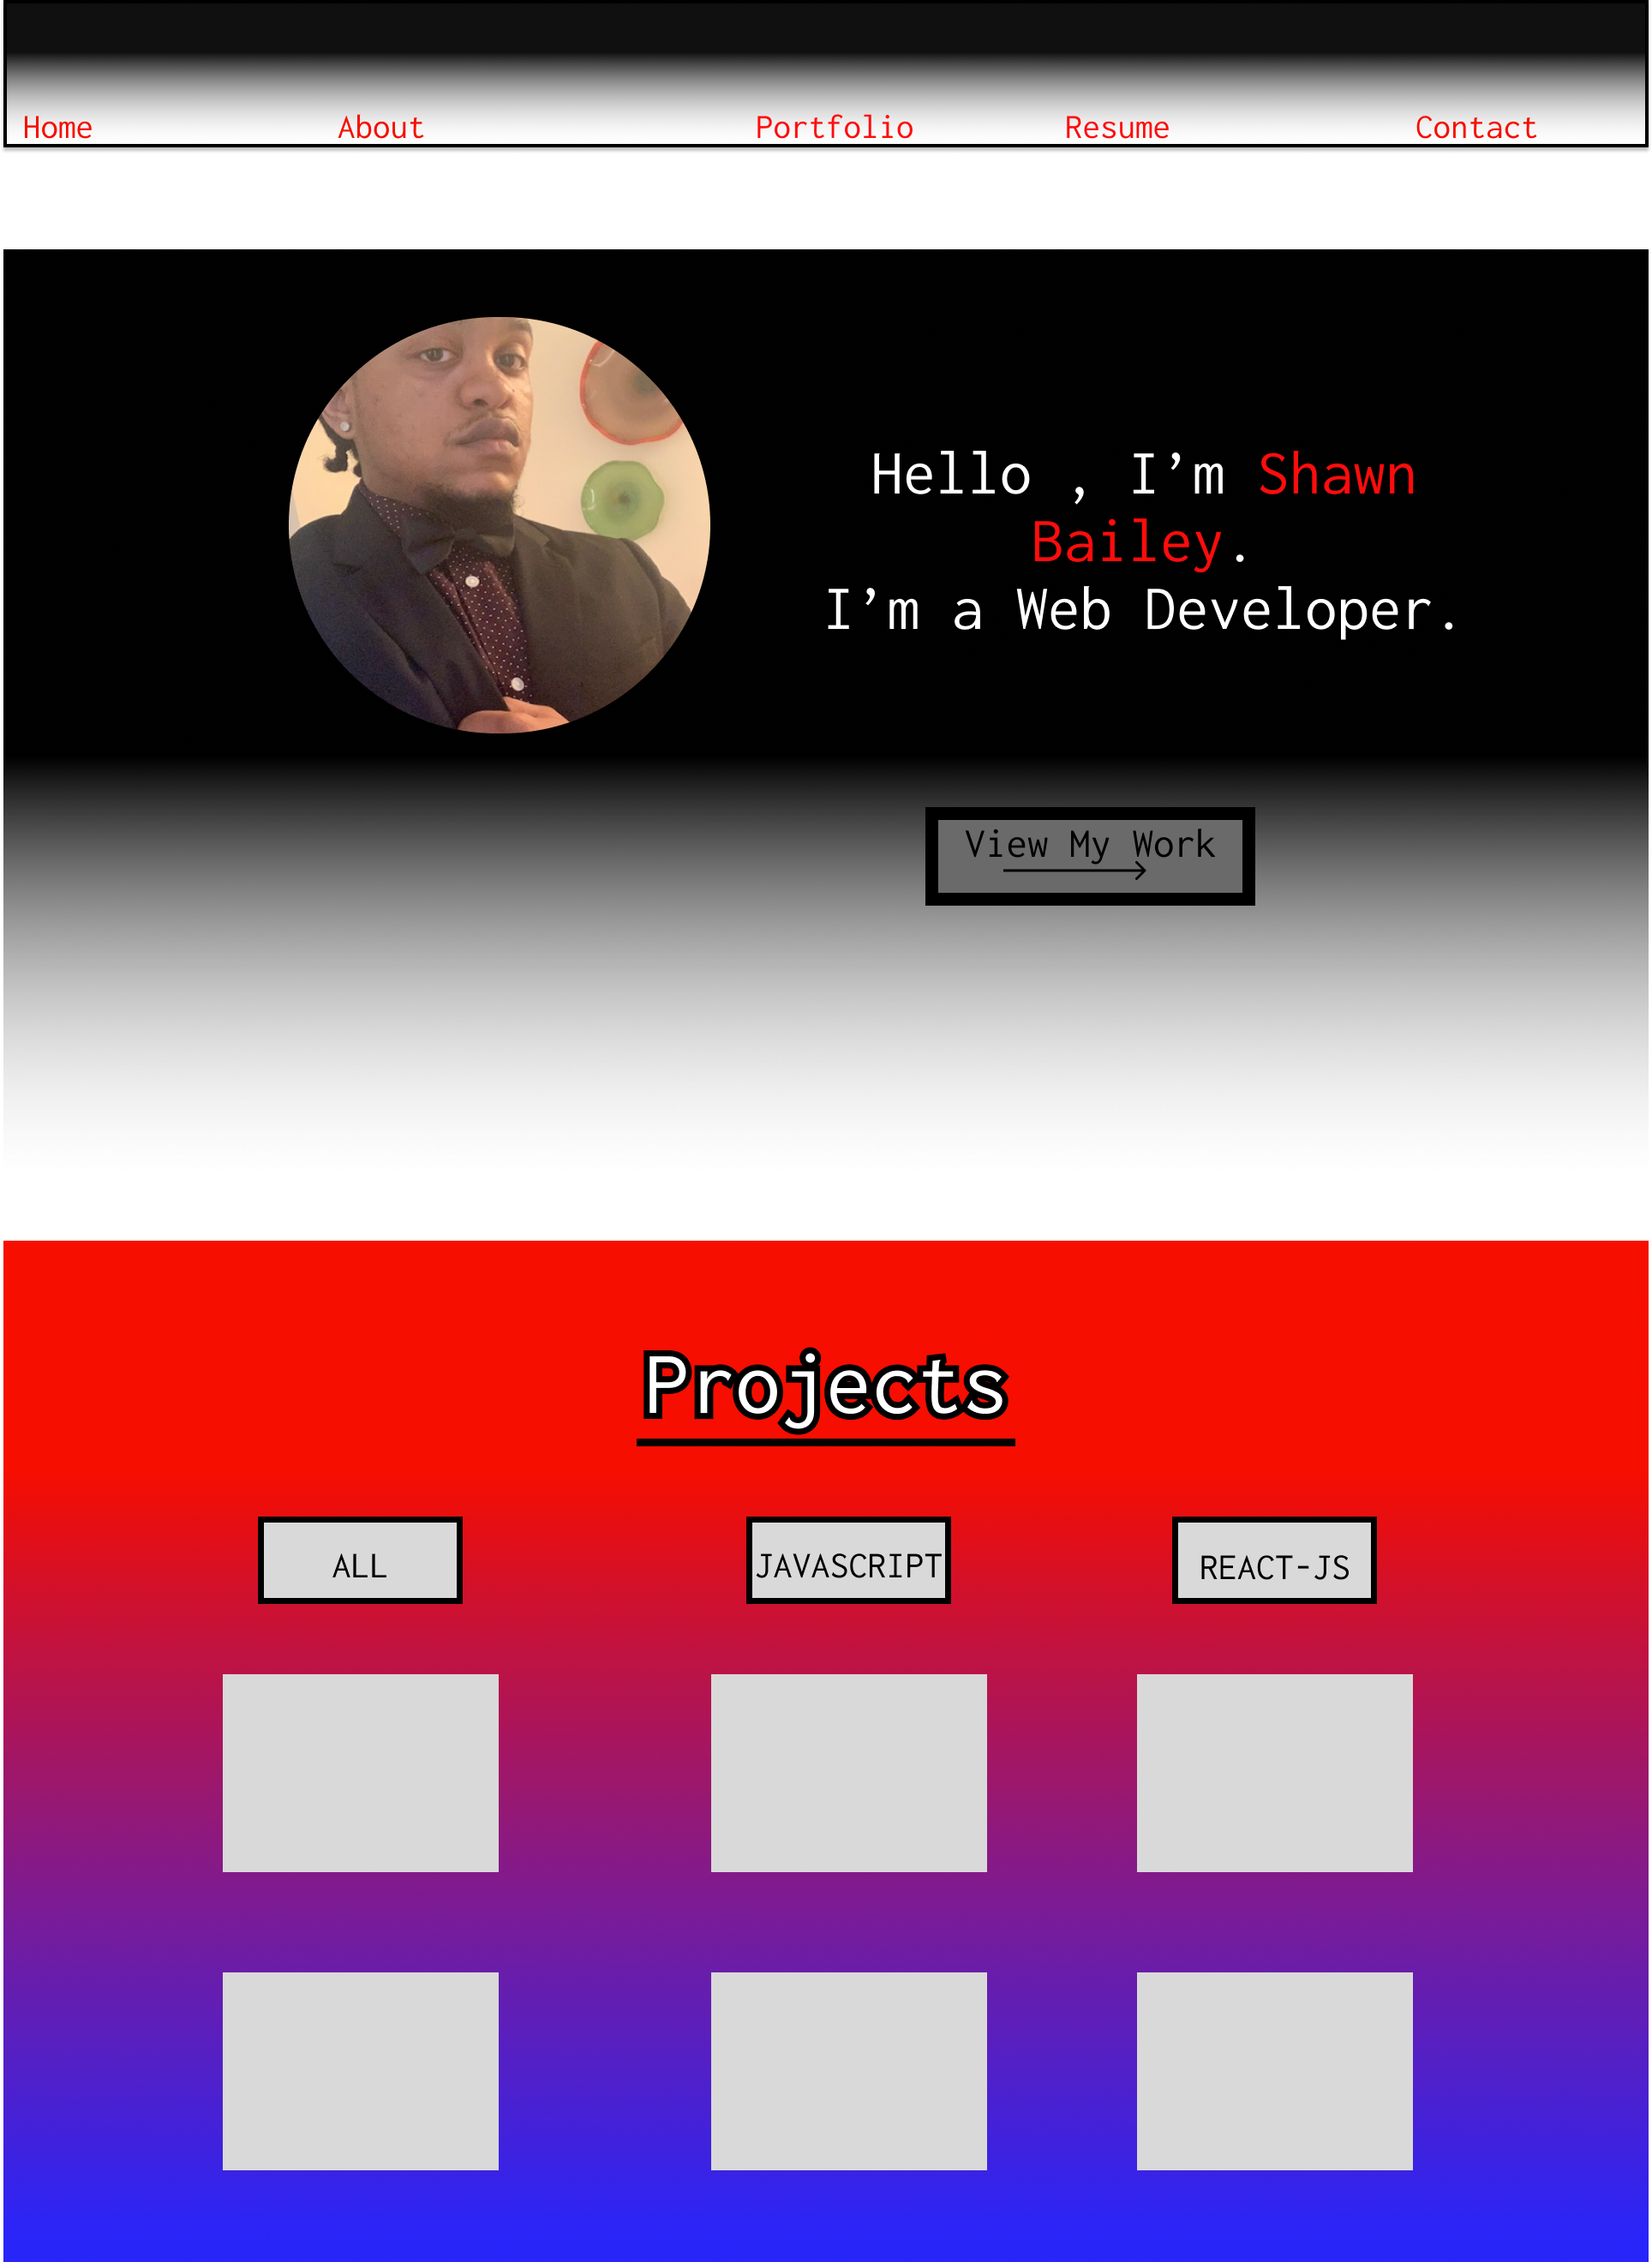 Home About Portfolio Resume Contact
Hello , I’m Shawn
Bailey.
I’m a Web Developer.
View My Work
Projects
ALL JAVASCRIPT REACT-JS